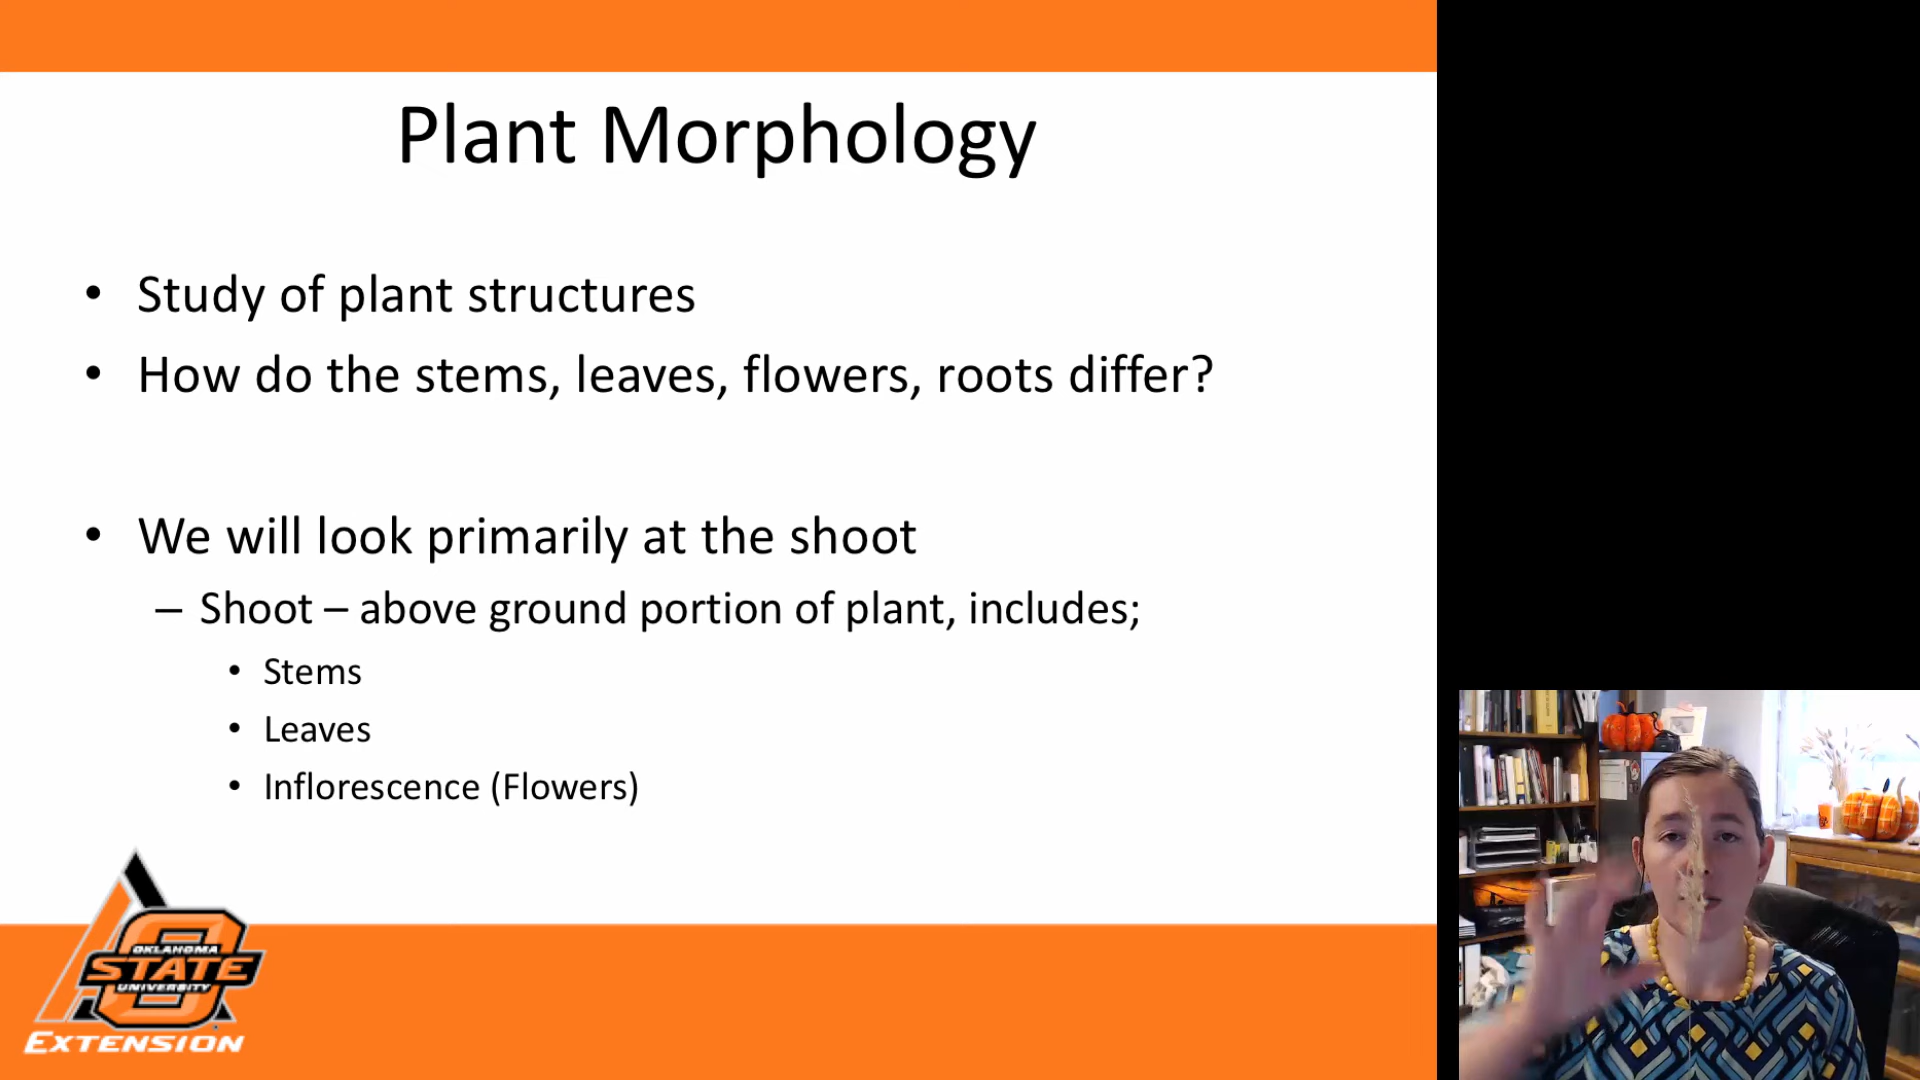 Plant Morphology
• Study of plant structures
• How do the stems, leaves, flowers, roots differ?
• We will look primarily at the shoot
– Shoot – above ground portion of plant, includes;
• Stems
• Leaves
• Inflorescence (Flowers)
OKLAHOMA
STATE
UNIVERSITY
EXTENSION